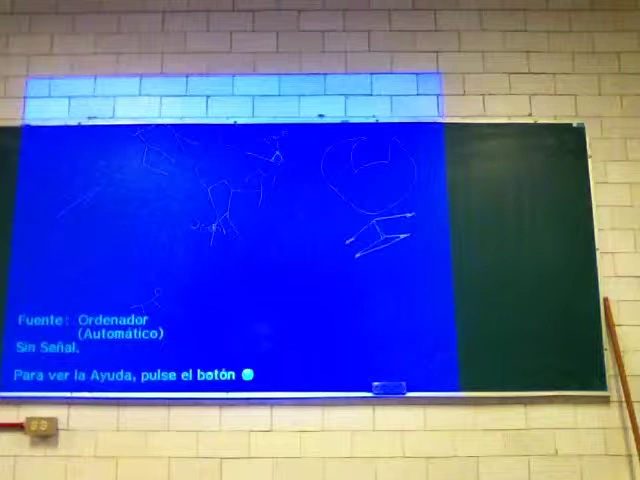 Fuente: Ordenador
(Automático)
Sin Señal.
Para ver la Ayuda, pulse el botón